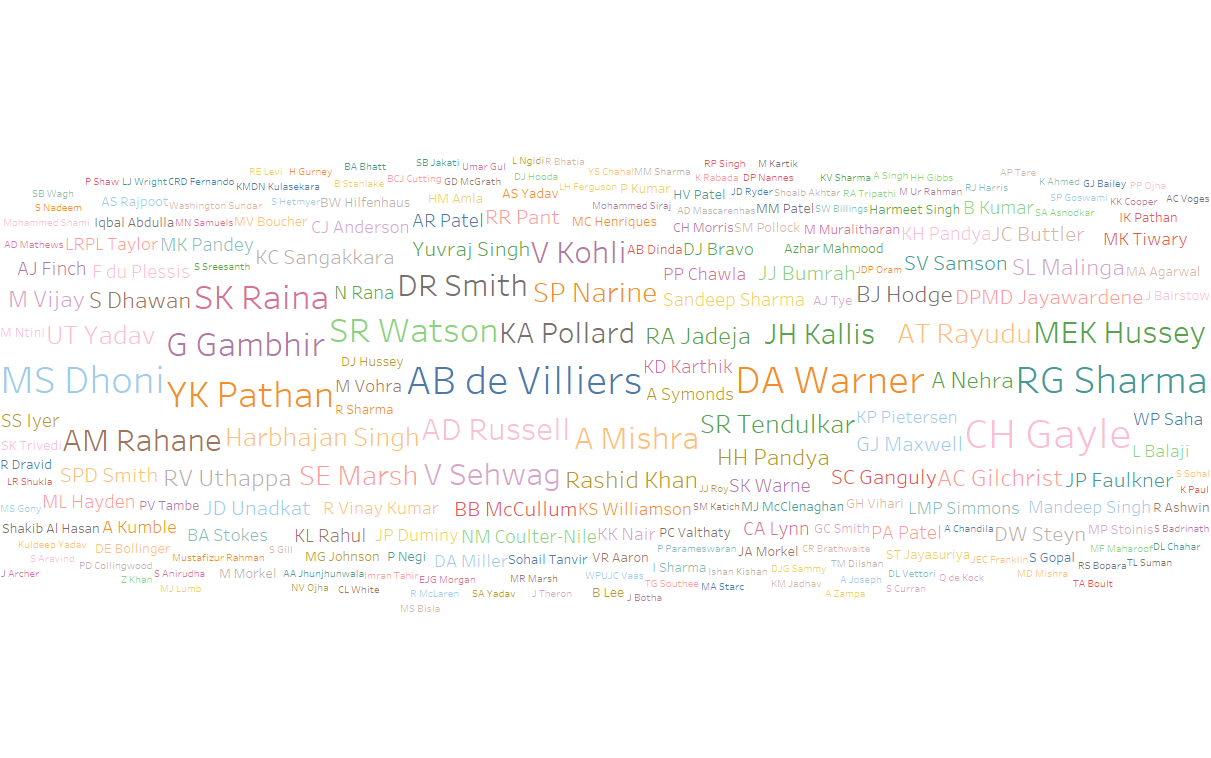 SB Jakati Umar Gul L Ngidi R Bhatia RP Singh M Kartik
RE Levi H Gurney BA Bhatt YS Chahal MM Sharma AP Tare
P Shaw LJ Wright CRD Fernando KMDN Kulasekara B Stanlake BCJ Cutting GD McGrath DJ Hooda LH Ferguson P Kumar K Rabada DP Nannes KV Sharma A Singh HH Gibbs K Ahmed GJ Bailey PP Ojha
SB Wagh AS Rajpoot S Hetmyer BW Hilfenhaus HM Amla AS Yadav HV Patel JD Ryder Shoaib Akhtar RA Tripathi M Ur Rahman RJ Harris SP Goswami KK Cooper AC Voges
S Nadeem Washington Sundar Mohammed Siraj AD Mascarenhas MM Patel SW Billings Harmeet Singh B Kumar SA Asnodkar
Mohammed Shami Iqbal Abdulla MN Samuels MV Boucher CJ Anderson AR Patel RR Pant MC Henriques CH Morris SM Pollock M Muralitharan KH Pandya JC Buttler IK Pathan
AD Mathews LRPL Taylor MK Pandey KC Sangakkara Yuvraj Singh V Kohli AB Dinda DJ Bravo Azhar Mahmood MK Tiwary
AJ Finch F du Plessis S Sreesanth PP Chawla JJ Bumrah JDP Oram SV Samson SL Malinga MA Agarwal
M Vijay S Dhawan SK Raina N Rana DR Smith SP Narine Sandeep Sharma AJ Tye BJ Hodge DPMD Jayawardene J Bairstow
M Ntini UT Yadav G Gambhir SR Watson KA Pollard RA Jadeja JH Kallis AT Rayudu MEK Hussey
DJ Hussey KD Karthik
MS Dhoni YK Pathan M Vohra AB de Villiers A Symonds DA Warner A Nehra RG Sharma
R Sharma
SS Iyer AD Russell SR Tendulkar KP Pietersen WP Saha
SK Trivedi AM Rahane Harbhajan Singh A Mishra GJ Maxwell CH Gayle L Balaji
R Dravid HH Pandya
LR Shukla SPD Smith RV Uthappa SE Marsh V Sehwag Rashid Khan JJ Roy SK Warne SC Ganguly AC Gilchrist JP Faulkner S Sohal
K Paul
MS Gony ML Hayden PV Tambe JD Unadkat R Vinay Kumar BB McCullum KS Williamson SM Katich MJ McClenaghan GH Vihari LMP Simmons Mandeep Singh R Ashwin
Shakib Al Hasan A Kumble BA Stokes KL Rahul JP Duminy NM Coulter-Nile KK Nair PC Valthaty CA Lynn GC Smith PA Patel A Chandila DW Steyn MP Stoinis S Badrinath
Kuldeep Yadav DE Bollinger S Gill P Parameswaran JA Morkel CR Brathwaite MF Maharoof DL Chahar
S Aravind PD Collingwood Mustafizur Rahman MG Johnson P Negi DA Miller Sohail Tanvir VR Aaron I Sharma TM Dilshan ST Jayasuriya JEC Franklin S Gopal RS Bopara TL Suman
J Archer Z Khan S Anirudha M Morkel AA Jhunjhunwala Imran Tahir EJG Morgan MR Marsh WPUJC Vaas TG Southee Ishan Kishan DJG Sammy A Joseph DL Vettori Q de Kock MD Mishra TA Boult
MJ Lumb NV Ojha CL White R McLaren SA Yadav J Theron B Lee J Botha MA Starc KM Jadhav A Zampa S Curran
MS Bisla